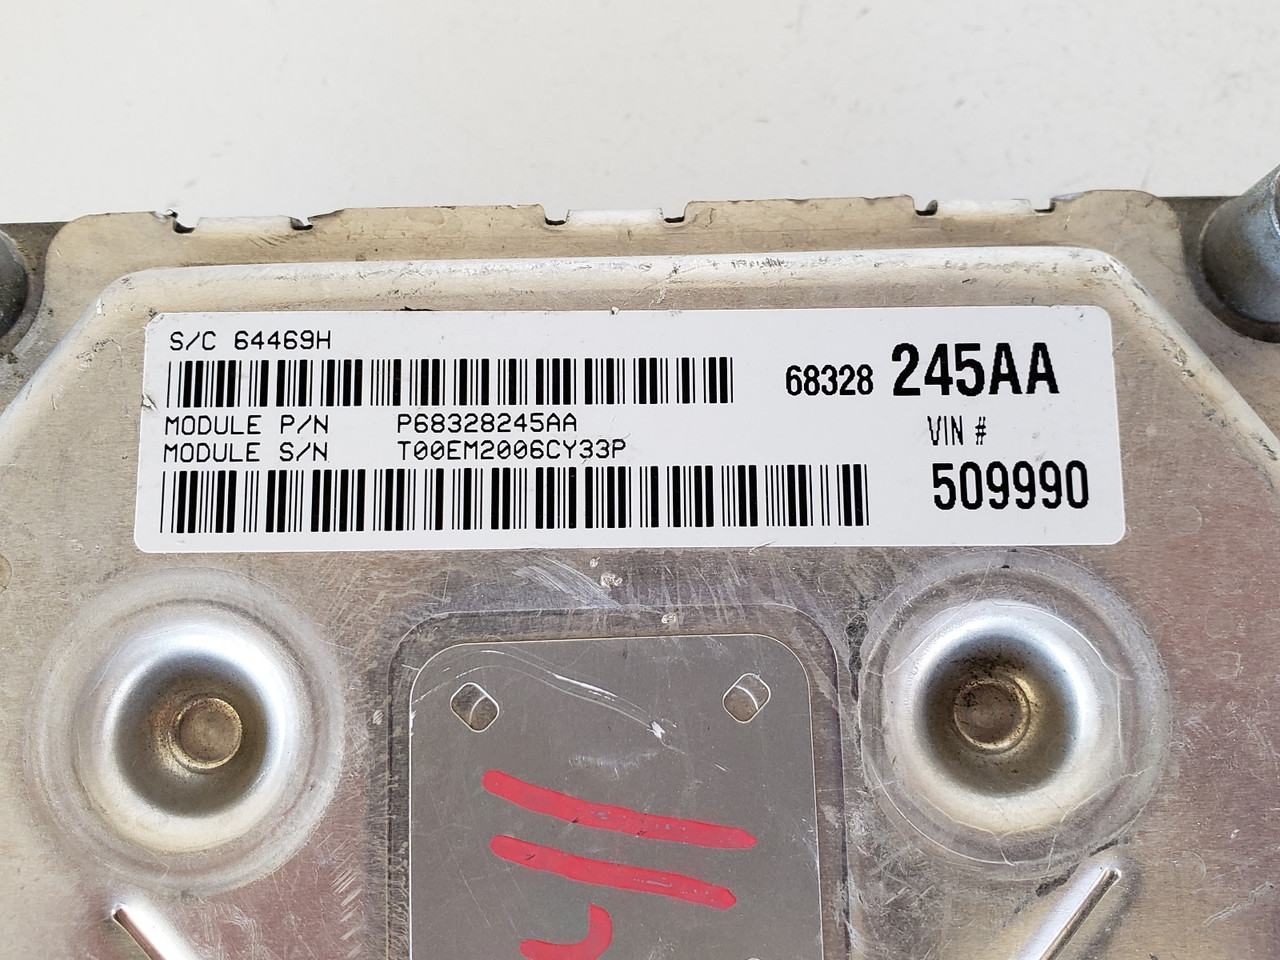 S/C 64469H
68328 245AA
MODULE P/N P68328245AA
MODULE S/N T00EM2006CY33P
VIN #
509990